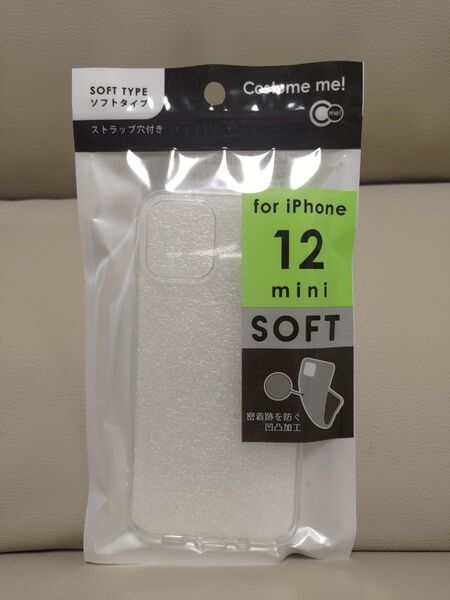 SOFT TYPE
ソフトタイプ
ストラップ穴付き
Costume me!
C me!
for iPhone
12
mini
SOFT
密着跡を防ぐ
凹凸加工